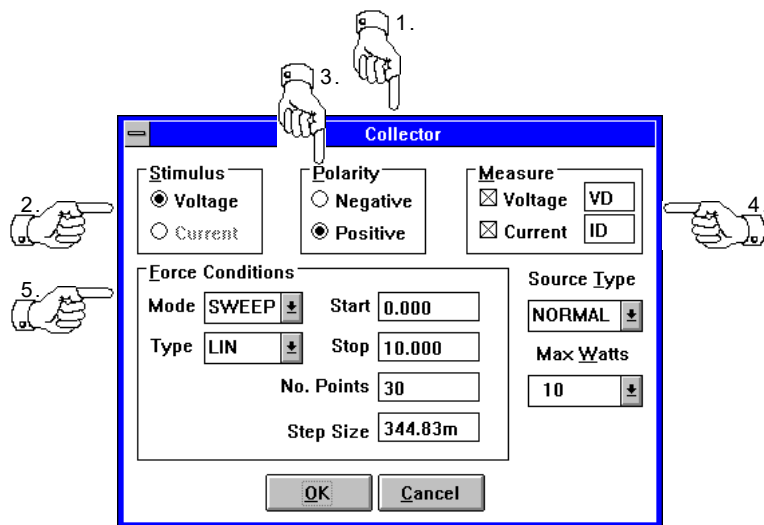 1.
3.
Collector
Stimulus
Voltage
Current
Polarity
Negative
Positive
Measure
Voltage VD
Current ID
2.
4.
5.
Force Conditions
Mode SWEEP
Start 0.000
Type LIN
Stop 10.000
No. Points 30
Step Size 344.83m
Source Type
NORMAL
Max Watts
10
OK
Cancel